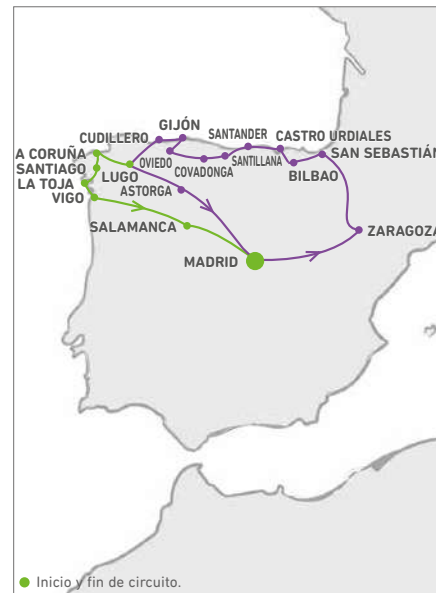 GIJÓN
CUDILLERO
SANTANDER
CASTRO URDIALES
A CORUÑA
OVIEDO
SANTILLANA
SAN SEBASTIÁN
SANTIAGO
LUGO
COVADONGA
BILBAO
LA TOJA
ASTORGA
VIGO
SALAMANCA
ZARAGOZA
MADRID
Inicio y fin de circuito.